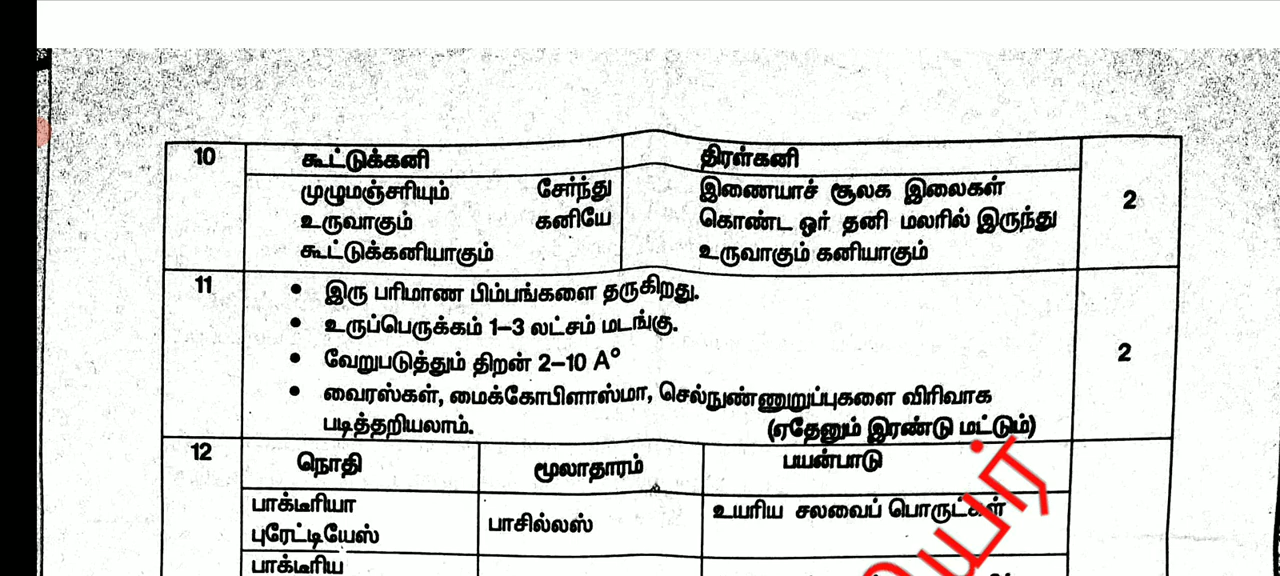 10 கூட்டுக்கனி திரள்கனி
முழுமஞ்சரியும் சேர்ந்து இணையாச் சூலக இலைகள் 2
உருவாகும் கனியே கொண்ட ஓர் தனி மலரில் இருந்து
கூட்டுக்கனியாகும் உருவாகும் கனியாகும்
11 • இரு பரிமாண பிம்பங்களை தருகிறது.
• உருப்பெருக்கம் 1–3 லட்சம் மடங்கு.
• வேறுபடுத்தும் திறன் 2–10 A° 2
• வைரஸ்கள், மைக்கோபிளாஸ்மா, செல்நுண்ணுறுப்புகளை விரிவாக
படித்தறியலாம். (ஏதேனும் இரண்டு மட்டும்)
12 நொதி மூலாதாரம் பயன்பாடு
பாக்டீரியா பாசில்லஸ் உயரிய சலவைப் பொருட்கள்
புரேட்டியேஸ்
பாக்டீரிய